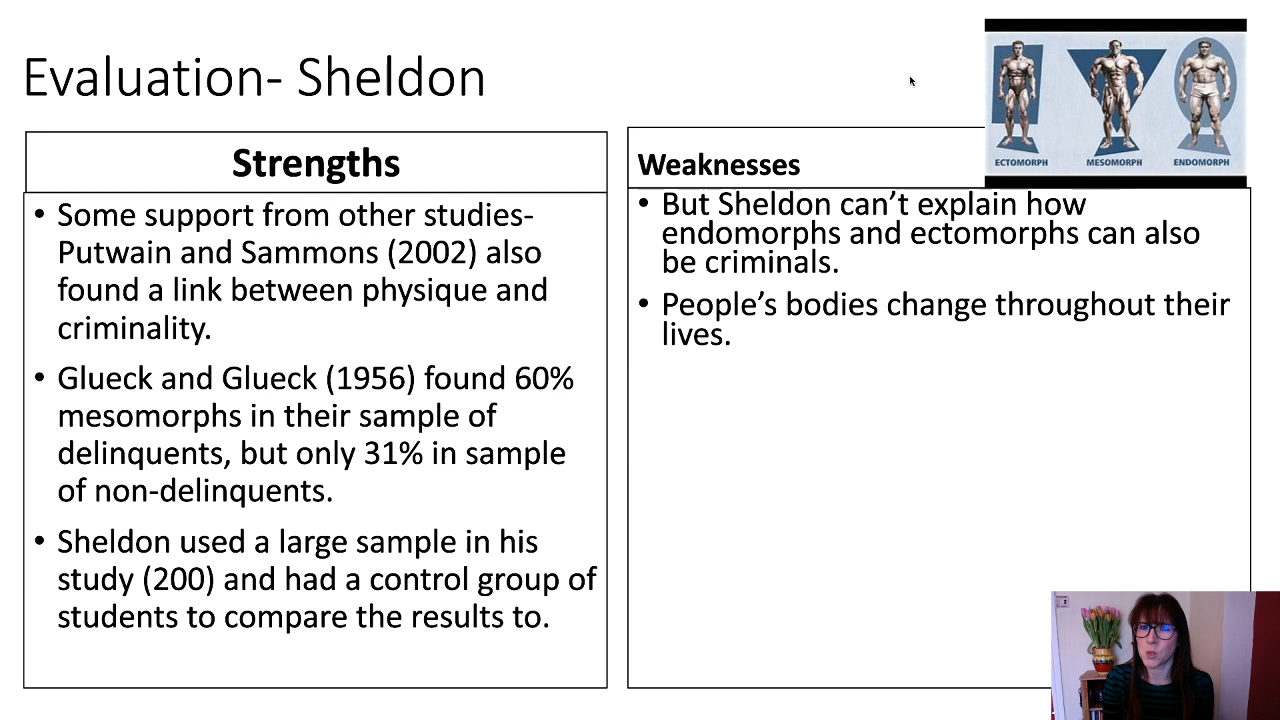 Evaluation- Sheldon
ECTOMORPH
MESOMORPH
ENDOMORPH
Strengths
• Some support from other studies-
Putwain and Sammons (2002) also
found a link between physique and
criminality.
• Glueck and Glueck (1956) found 60%
mesomorphs in their sample of
delinquents, but only 31% in sample
of non-delinquents.
• Sheldon used a large sample in his
study (200) and had a control group of
students to compare the results to.
Weaknesses
• But Sheldon can’t explain how
endomorphs and ectomorphs can also
be criminals.
• People’s bodies change throughout their
lives.